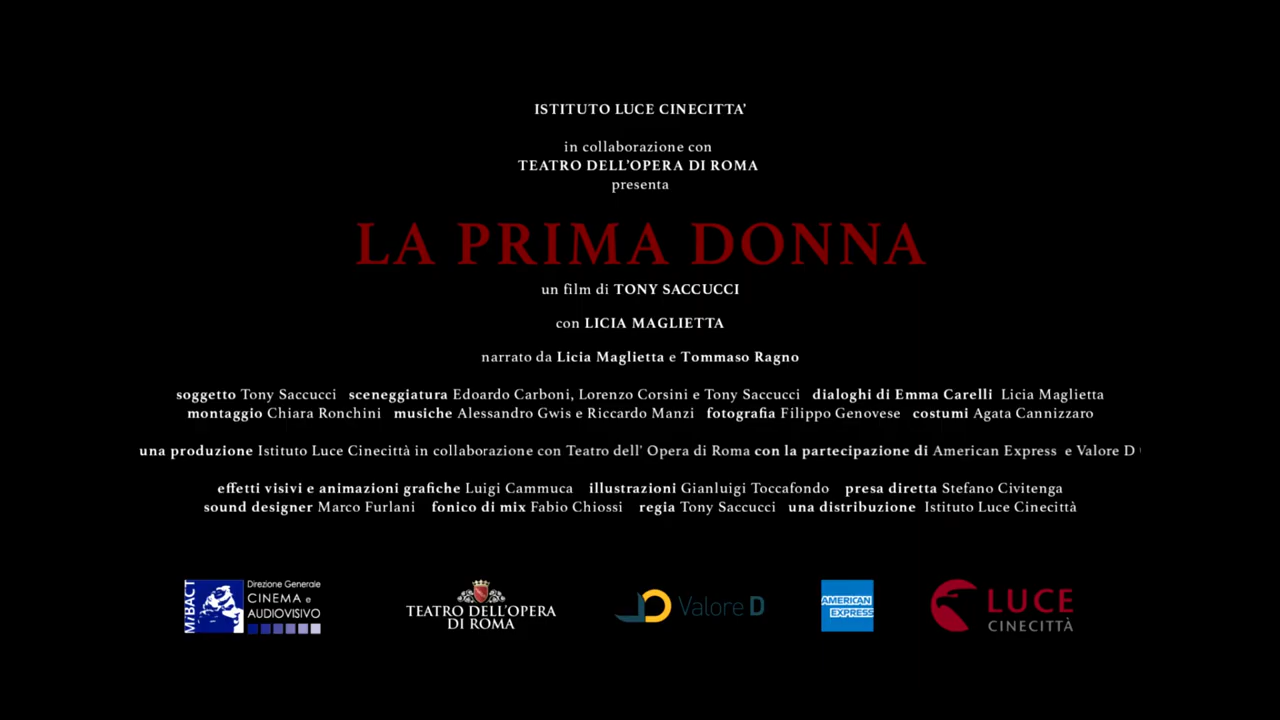 ISTITUTO LUCE CINECITTA'
in collaborazione con
TEATRO DELL'OPERA DI ROMA
presenta
LA PRIMA DONNA
un film di TONY SACCUCCI
con LICIA MAGLIETTA
narrato da Licia Maglietta e Tommaso Ragno
soggetto Tony Saccucci sceneggiatura Edoardo Carboni, Lorenzo Corsini e Tony Saccucci dialoghi di Emma Carelli Licia Maglietta
montaggio Chiara Ronchini musiche Alessandro Gwis e Riccardo Manzi fotografia Filippo Genovese costumi Agata Cannizzaro
una produzione Istituto Luce Cinecittà in collaborazione con Teatro dell' Opera di Roma con la partecipazione di American Express e Valore D
effetti visivi e animazioni grafiche Luigi Cammuca illustrazioni Gianluigi Toccafondo presa diretta Stefano Civitenga
sound designer Marco Furlani fonico di mix Fabio Chiossi regia Tony Saccucci una distribuzione Istituto Luce Cinecittà
MiBACT
Direzione Generale
CINEMA e
AUDIOVISIVO
TEATRO DELL'OPERA
DI ROMA
Valore D
AMERICAN
EXPRESS
LUCE
CINECITTÀ